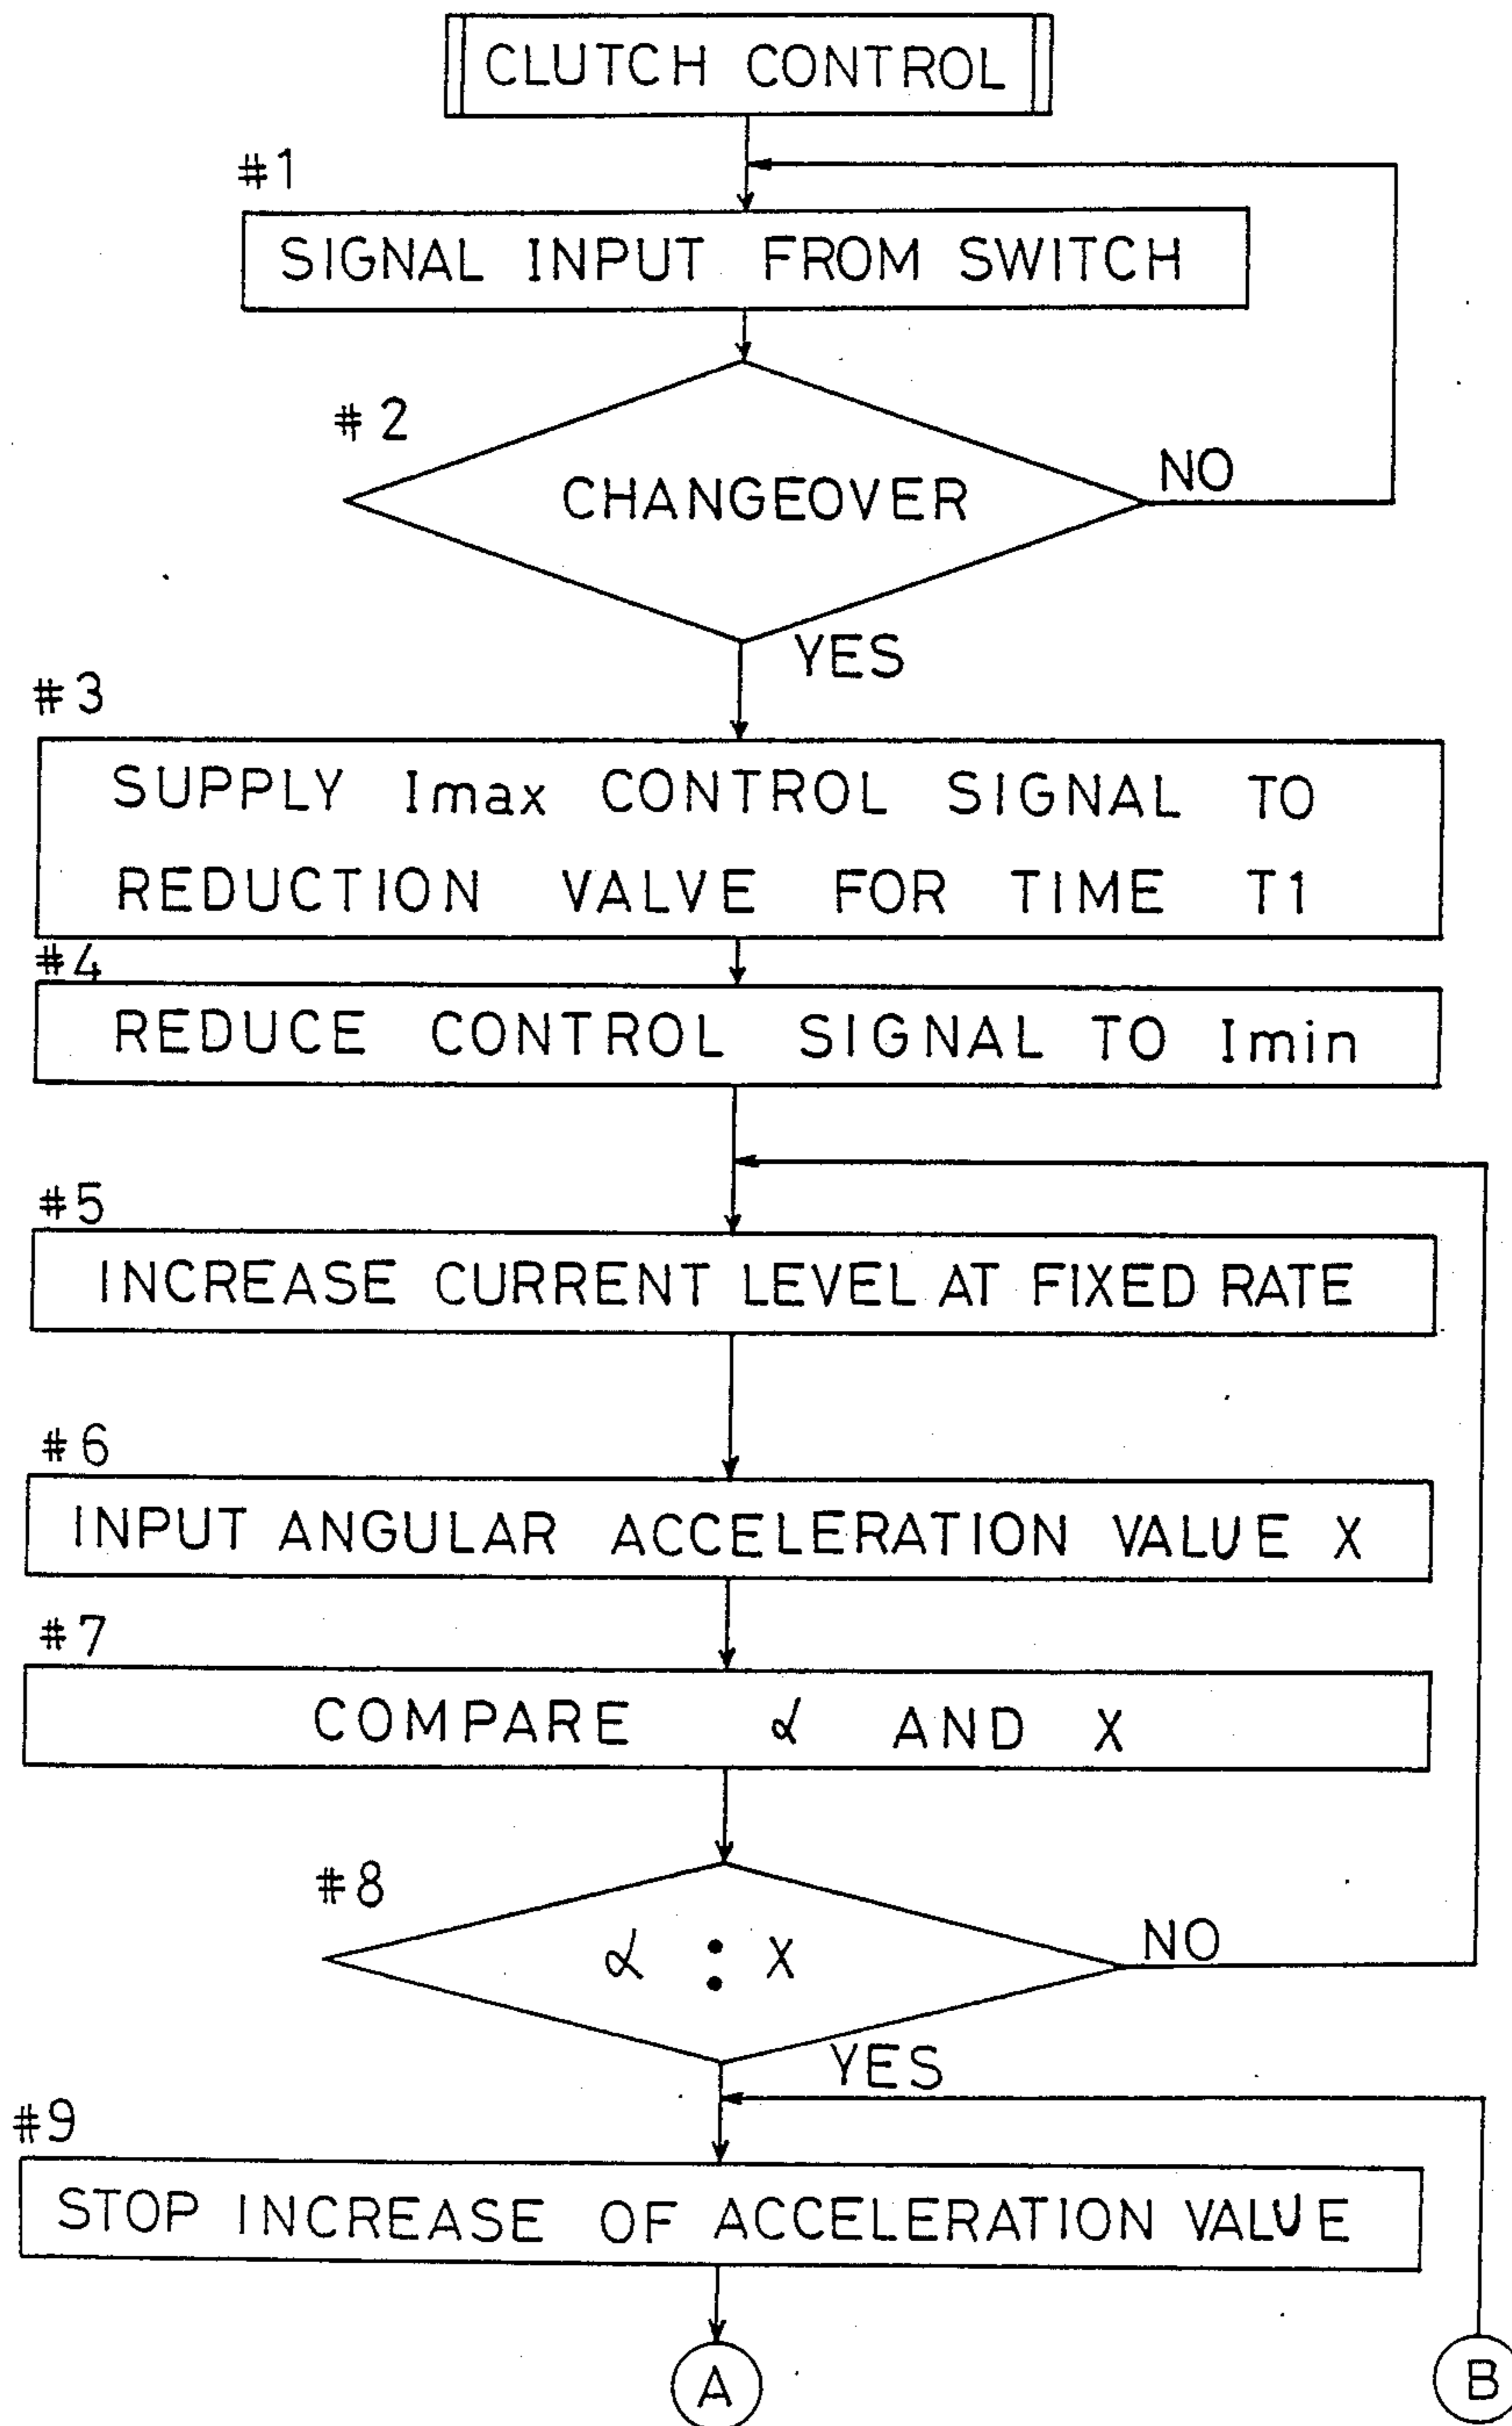 CLUTCH CONTROL
#1
SIGNAL INPUT FROM SWITCH
#2
CHANGEOVER
NO
YES
#3
SUPPLY Imax CONTROL SIGNAL TO
REDUCTION VALVE FOR TIME T1
#4
REDUCE CONTROL SIGNAL TO Imin
#5
INCREASE CURRENT LEVEL AT FIXED RATE
#6
INPUT ANGULAR ACCELERATION VALUE X
#7
COMPARE α AND X
#8
α : X
NO
YES
#9
STOP INCREASE OF ACCELERATION VALUE
A
B